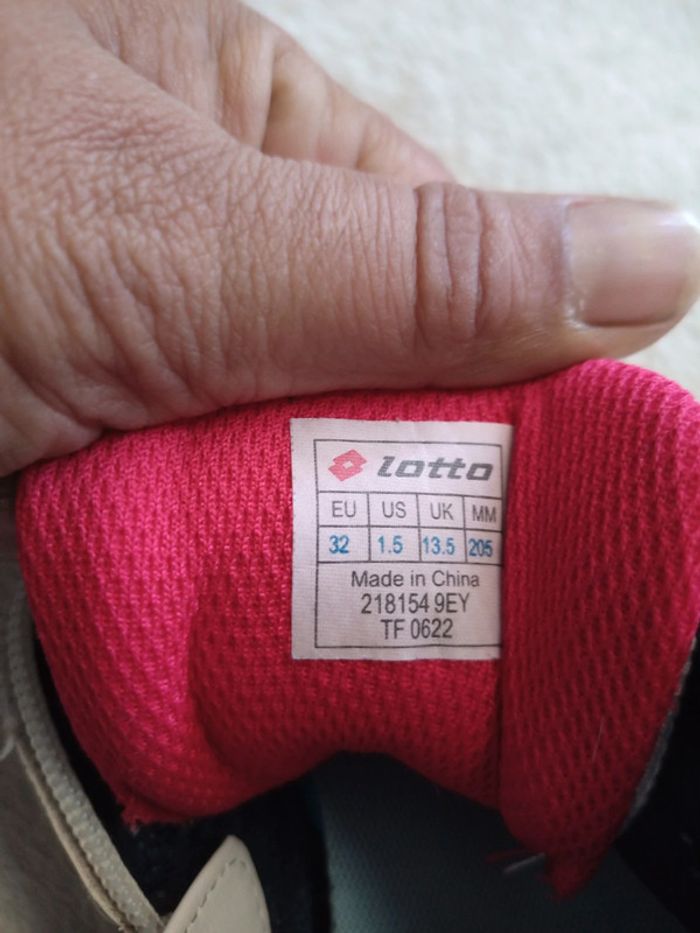 lotto
EU US UK MM
32 1.5 13.5 205
Made in China
218154 9EY
TF 0622